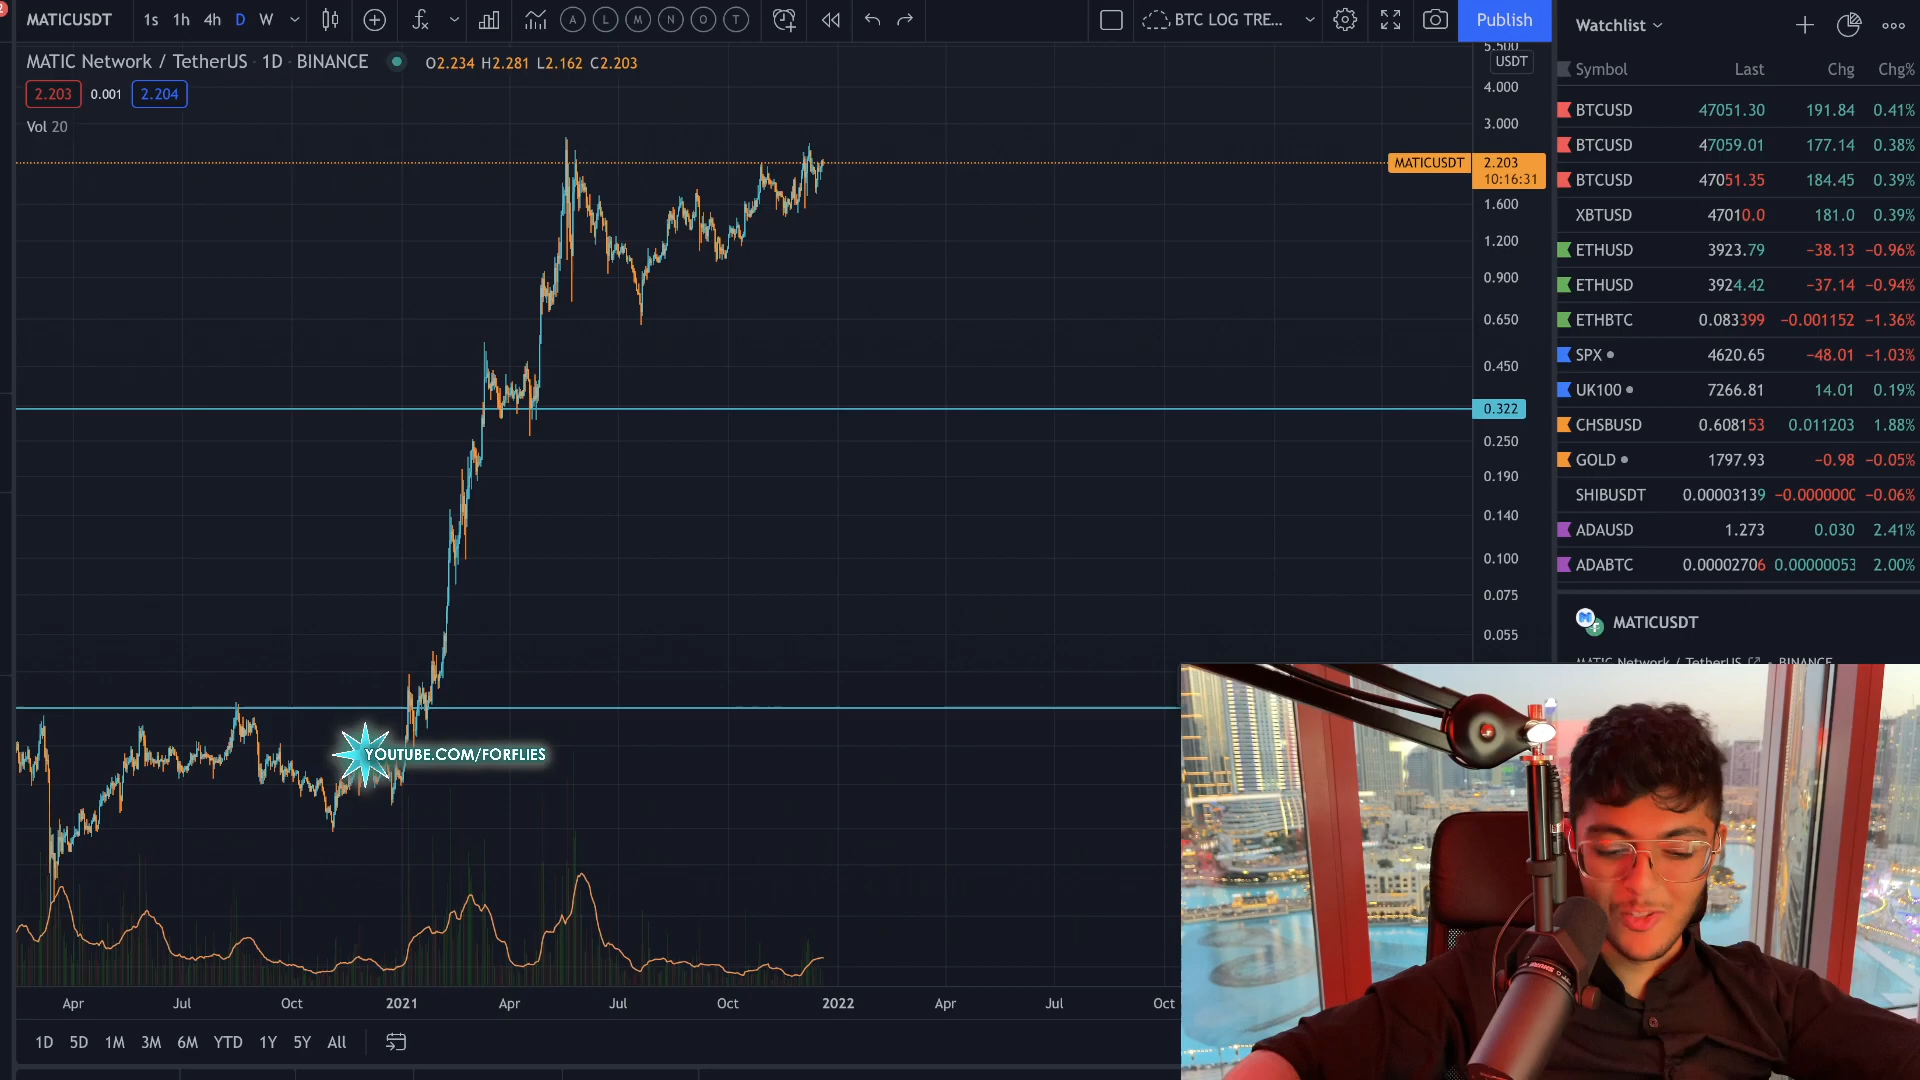 MATICUSDT 1s 1h 4h D W A L M N O T BTC LOG TRE... Publish
MATIC Network / TetherUS · 1D · BINANCE O2.234 H2.281 L2.162 C2.203
2.203 0.001 2.204
Vol 20
5.500
USDT
4.000
3.000
MATICUSDT 2.203
10:16:31
1.600
1.200
0.900
0.650
0.450
0.322
0.250
0.190
0.140
0.100
0.075
0.055
YOUTUBE.COM/FORFLIES
Apr Jul Oct 2021 Apr Jul Oct 2022 Apr Jul Oct
1D 5D 1M 3M 6M YTD 1Y 5Y All
Watchlist
Symbol Last Chg Chg%
BTCUSD 47051.30 191.84 0.41%
BTCUSD 47059.01 177.14 0.38%
BTCUSD 47051.35 184.45 0.39%
XBTUSD 47010.0 181.0 0.39%
ETHUSD 3923.79 −38.13 −0.96%
ETHUSD 3924.42 −37.14 −0.94%
ETHBTC 0.083399 −0.001152 −1.36%
SPX 4620.65 −48.01 −1.03%
UK100 7266.81 14.01 0.19%
CHSBUSD 0.608153 0.011203 1.88%
GOLD 1797.93 −0.98 −0.05%
SHIBUSDT 0.00003139 −0.0000000 −0.06%
ADAUSD 1.273 0.030 2.41%
ADABTC 0.00002706 0.00000053 2.00%
MATICUSDT
MATIC Network / TetherUS · BINANCE
SHURE